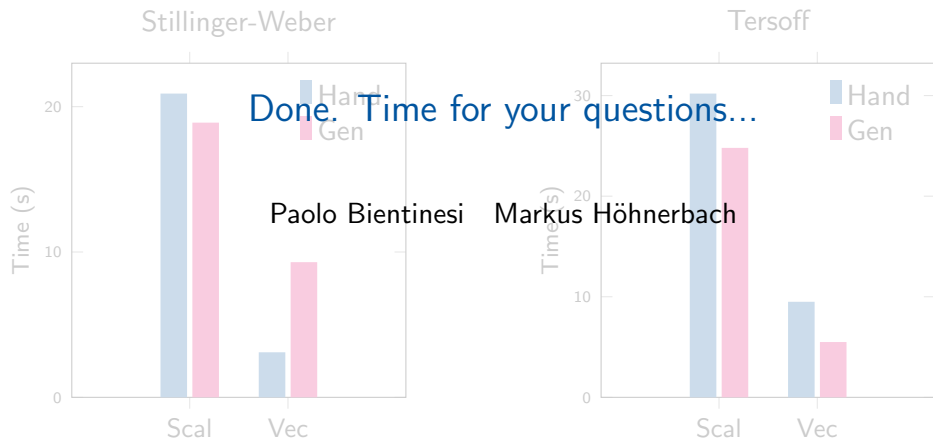 Stillinger-Weber
Tersoff
Done. Time for your questions...
Paolo Bientinesi Markus Höhnerbach
Time (s)
20
10
0
Hand
Gen
Scal Vec
Time (s)
30
20
10
0
Hand
Gen
Scal Vec